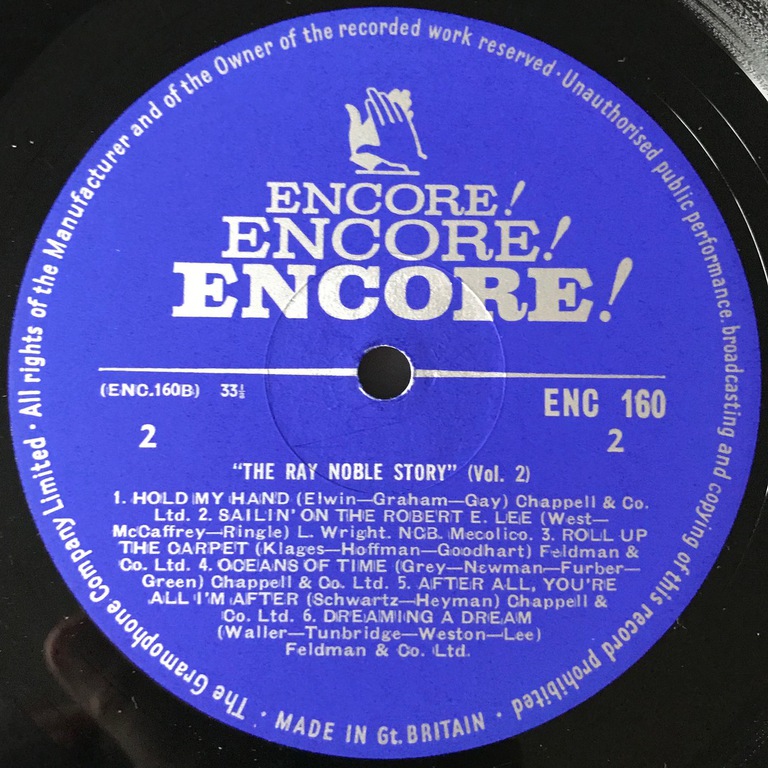 The Gramophone Company Limited · All rights of the Manufacturer and of the Owner of the recorded work reserved · Unauthorised public performance. broadcasting and copying of this record prohibited · MADE IN Gt. BRITAIN ·
ENCORE!
ENCORE!
ENCORE!
(ENC.160B) 33⅓
ENC 160
2
2
"THE RAY NOBLE STORY" (Vol. 2)
1. HOLD MY HAND (Elwin—Graham—Gay) Chappell & Co.
Ltd. 2. SAILIN' ON THE ROBERT E. LEE (West—
McCaffrey—Ringle) L. Wright. NCB. Mecolico. 3. ROLL UP
THE CARPET (Klages—Hoffman—Goodhart) Feldman &
Co. Ltd. 4. OCEANS OF TIME (Grey—Newman—Furber—
Green) Chappell & Co. Ltd. 5. AFTER ALL, YOU'RE
ALL I'M AFTER (Schwartz—Heyman) Chappell &
Co. Ltd. 6. DREAMING A DREAM
(Waller—Tunbridge—Weston—Lee)
Feldman & Co. Ltd.